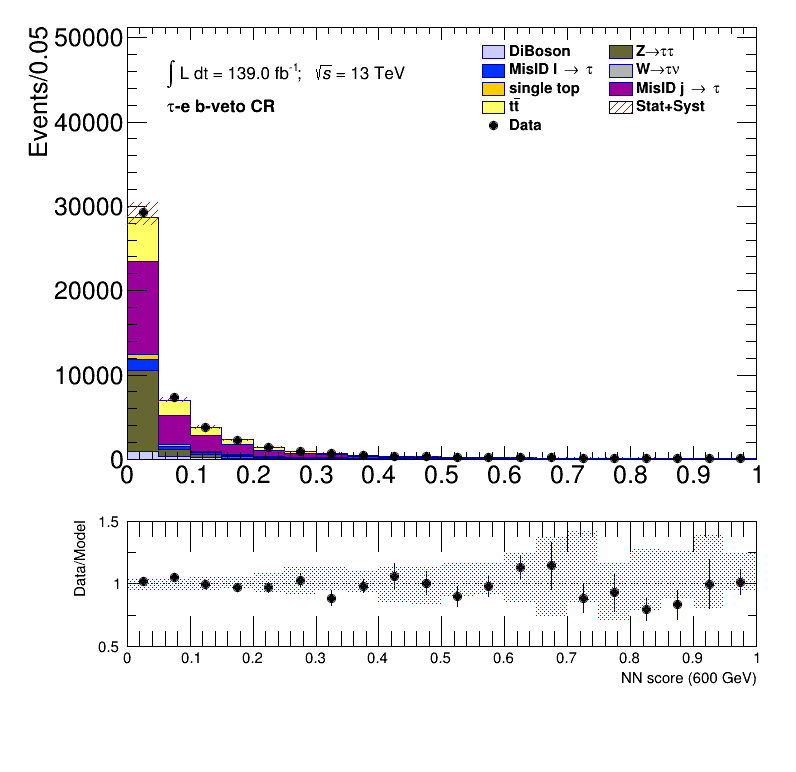 Events/0.05
50000
40000
30000
20000
10000
0
∫ L dt = 139.0 fb⁻¹; √s = 13 TeV
τ-e b-veto CR
DiBoson
MisID l → τ
single top
tt̄
Data
Z→ττ
W→τν
MisID j → τ
Stat+Syst
0 0.1 0.2 0.3 0.4 0.5 0.6 0.7 0.8 0.9 1
Data/Model
1.5
1
0.5
0 0.1 0.2 0.3 0.4 0.5 0.6 0.7 0.8 0.9 1
NN score (600 GeV)